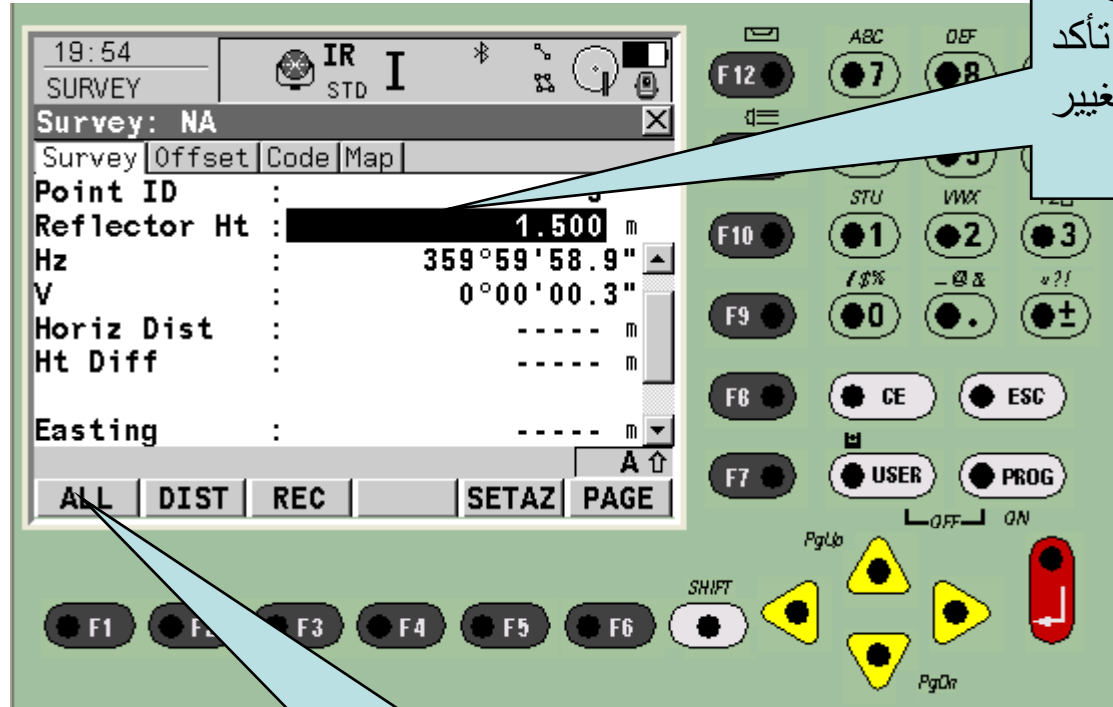 تأكد
غيير
19:54
SURVEY
IR
STD
I
Survey: NA
Survey Offset Code Map
Point ID :
Reflector Ht : 1.500 m
Hz : 359°59'58.9"
V : 0°00'00.3"
Horiz Dist : ----- m
Ht Diff : ----- m
Easting : ----- m
A
ALL DIST REC SETAZ PAGE
F12
ABC DEF
7 8
F10
STU VWX
1 2 3
F9
/$% _@& «?!
0 . ±
F8 CE ESC
F7 USER PROG
OFF ON
PgUp
SHIFT
F1 F3 F4 F5 F6
PgDn